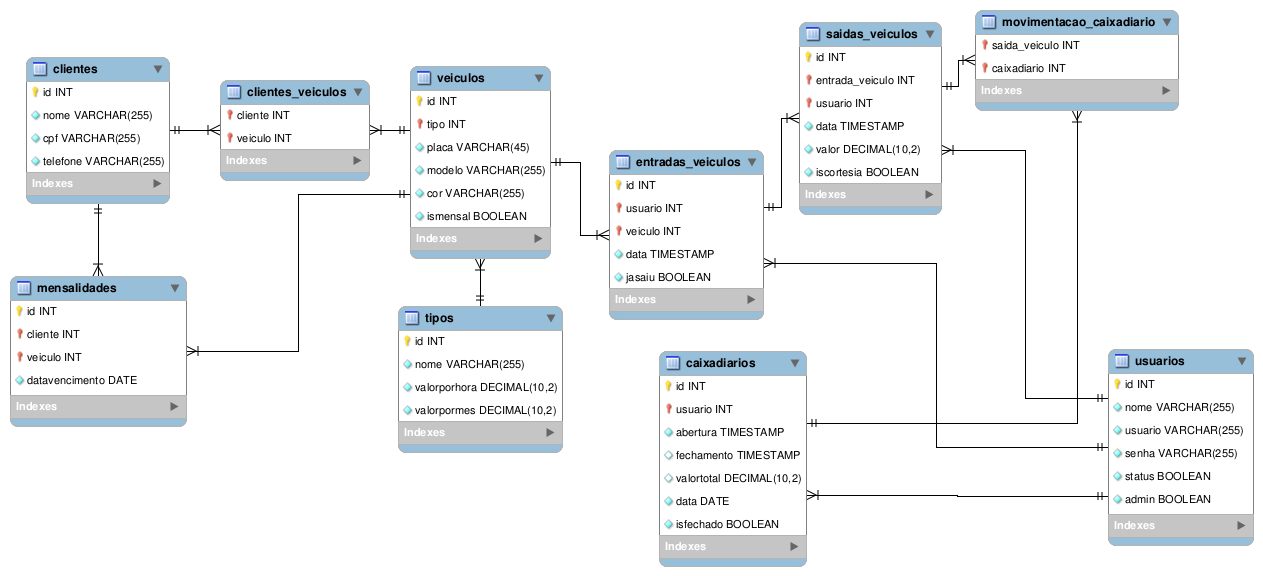 clientes
id INT
nome VARCHAR(255)
cpf VARCHAR(255)
telefone VARCHAR(255)
Indexes
clientes_veiculos
cliente INT
veiculo INT
Indexes
veiculos
id INT
tipo INT
placa VARCHAR(45)
modelo VARCHAR(255)
cor VARCHAR(255)
ismensal BOOLEAN
Indexes
entradas_veiculos
id INT
usuario INT
veiculo INT
data TIMESTAMP
jasaiu BOOLEAN
Indexes
saidas_veiculos
id INT
entrada_veiculo INT
usuario INT
data TIMESTAMP
valor DECIMAL(10,2)
iscortesia BOOLEAN
Indexes
movimentacao_caixadiario
saida_veiculo INT
caixadiario INT
Indexes
mensalidades
id INT
cliente INT
veiculo INT
datavencimento DATE
Indexes
tipos
id INT
nome VARCHAR(255)
valorporhora DECIMAL(10,2)
valorpormes DECIMAL(10,2)
Indexes
caixadiarios
id INT
usuario INT
abertura TIMESTAMP
fechamento TIMESTAMP
valortotal DECIMAL(10,2)
data DATE
isfechado BOOLEAN
Indexes
usuarios
id INT
nome VARCHAR(255)
usuario VARCHAR(255)
senha VARCHAR(255)
status BOOLEAN
admin BOOLEAN
Indexes